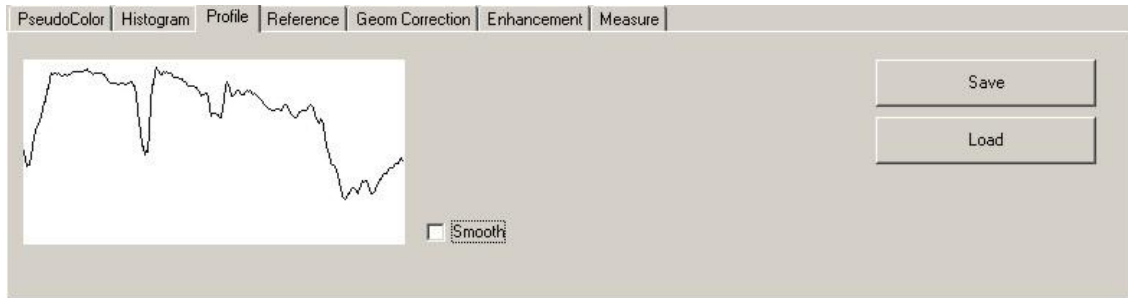 PseudoColor Histogram Profile Reference Geom Correction Enhancement Measure
Save
Load
Smooth